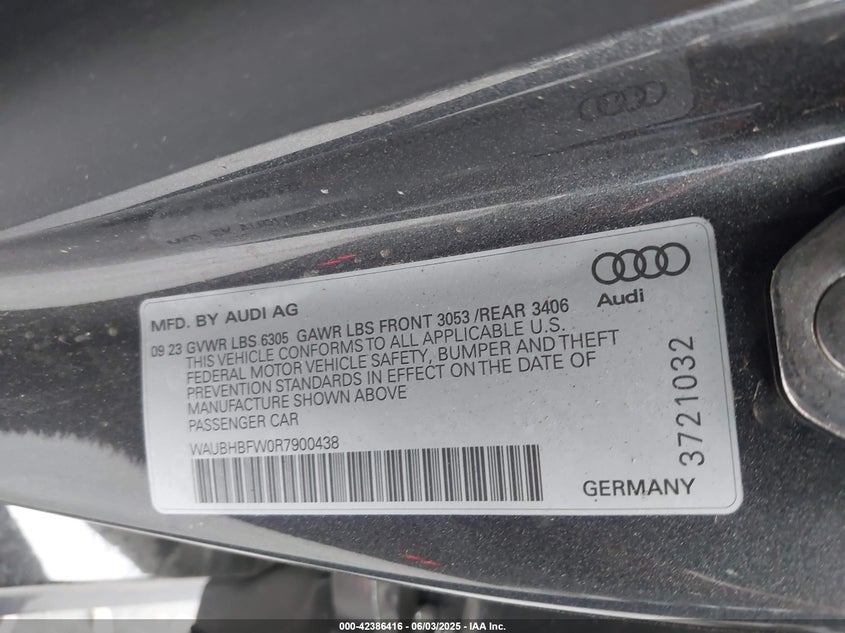 MFD. BY AUDI AG
Audi
09 23 GVWR LBS 6305 GAWR LBS FRONT 3053 /REAR 3406
THIS VEHICLE CONFORMS TO ALL APPLICABLE U.S.
FEDERAL MOTOR VEHICLE SAFETY, BUMPER AND THEFT
PREVENTION STANDARDS IN EFFECT ON THE DATE OF
MANUFACTURE SHOWN ABOVE
PASSENGER CAR
WAUBHBFW0R7900438
GERMANY
3721032
000-42386416 - 06/03/2025 - IAA Inc.